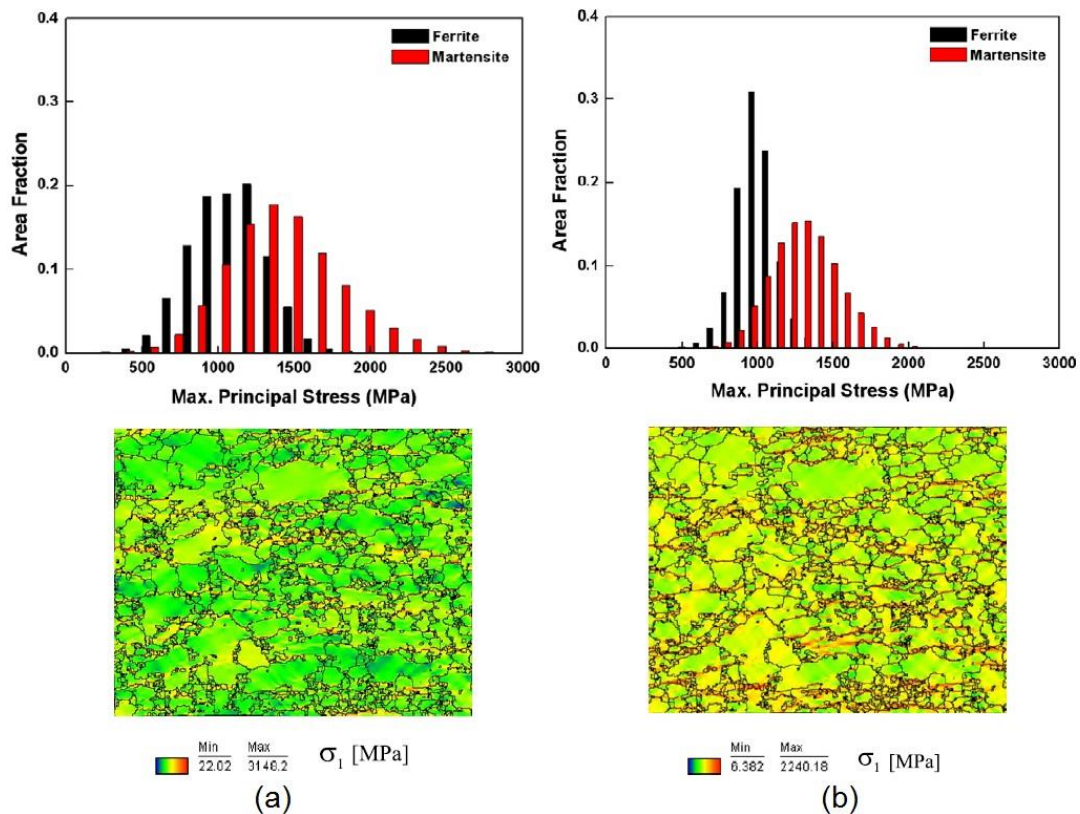 0.4
0.3
0.2
0.1
0.0
Area Fraction
Ferrite
Martensite
0 500 1000 1500 2000 2500 3000
Max. Principal Stress (MPa)
0.4
0.3
0.2
0.1
0.0
Area Fraction
Ferrite
Martensite
0 500 1000 1500 2000 2500 3000
Max. Principal Stress (MPa)
Min Max
22.02 3148.2
σ1 [MPa]
(a)
Min Max
6.382 2240.18
σ1 [MPa]
(b)